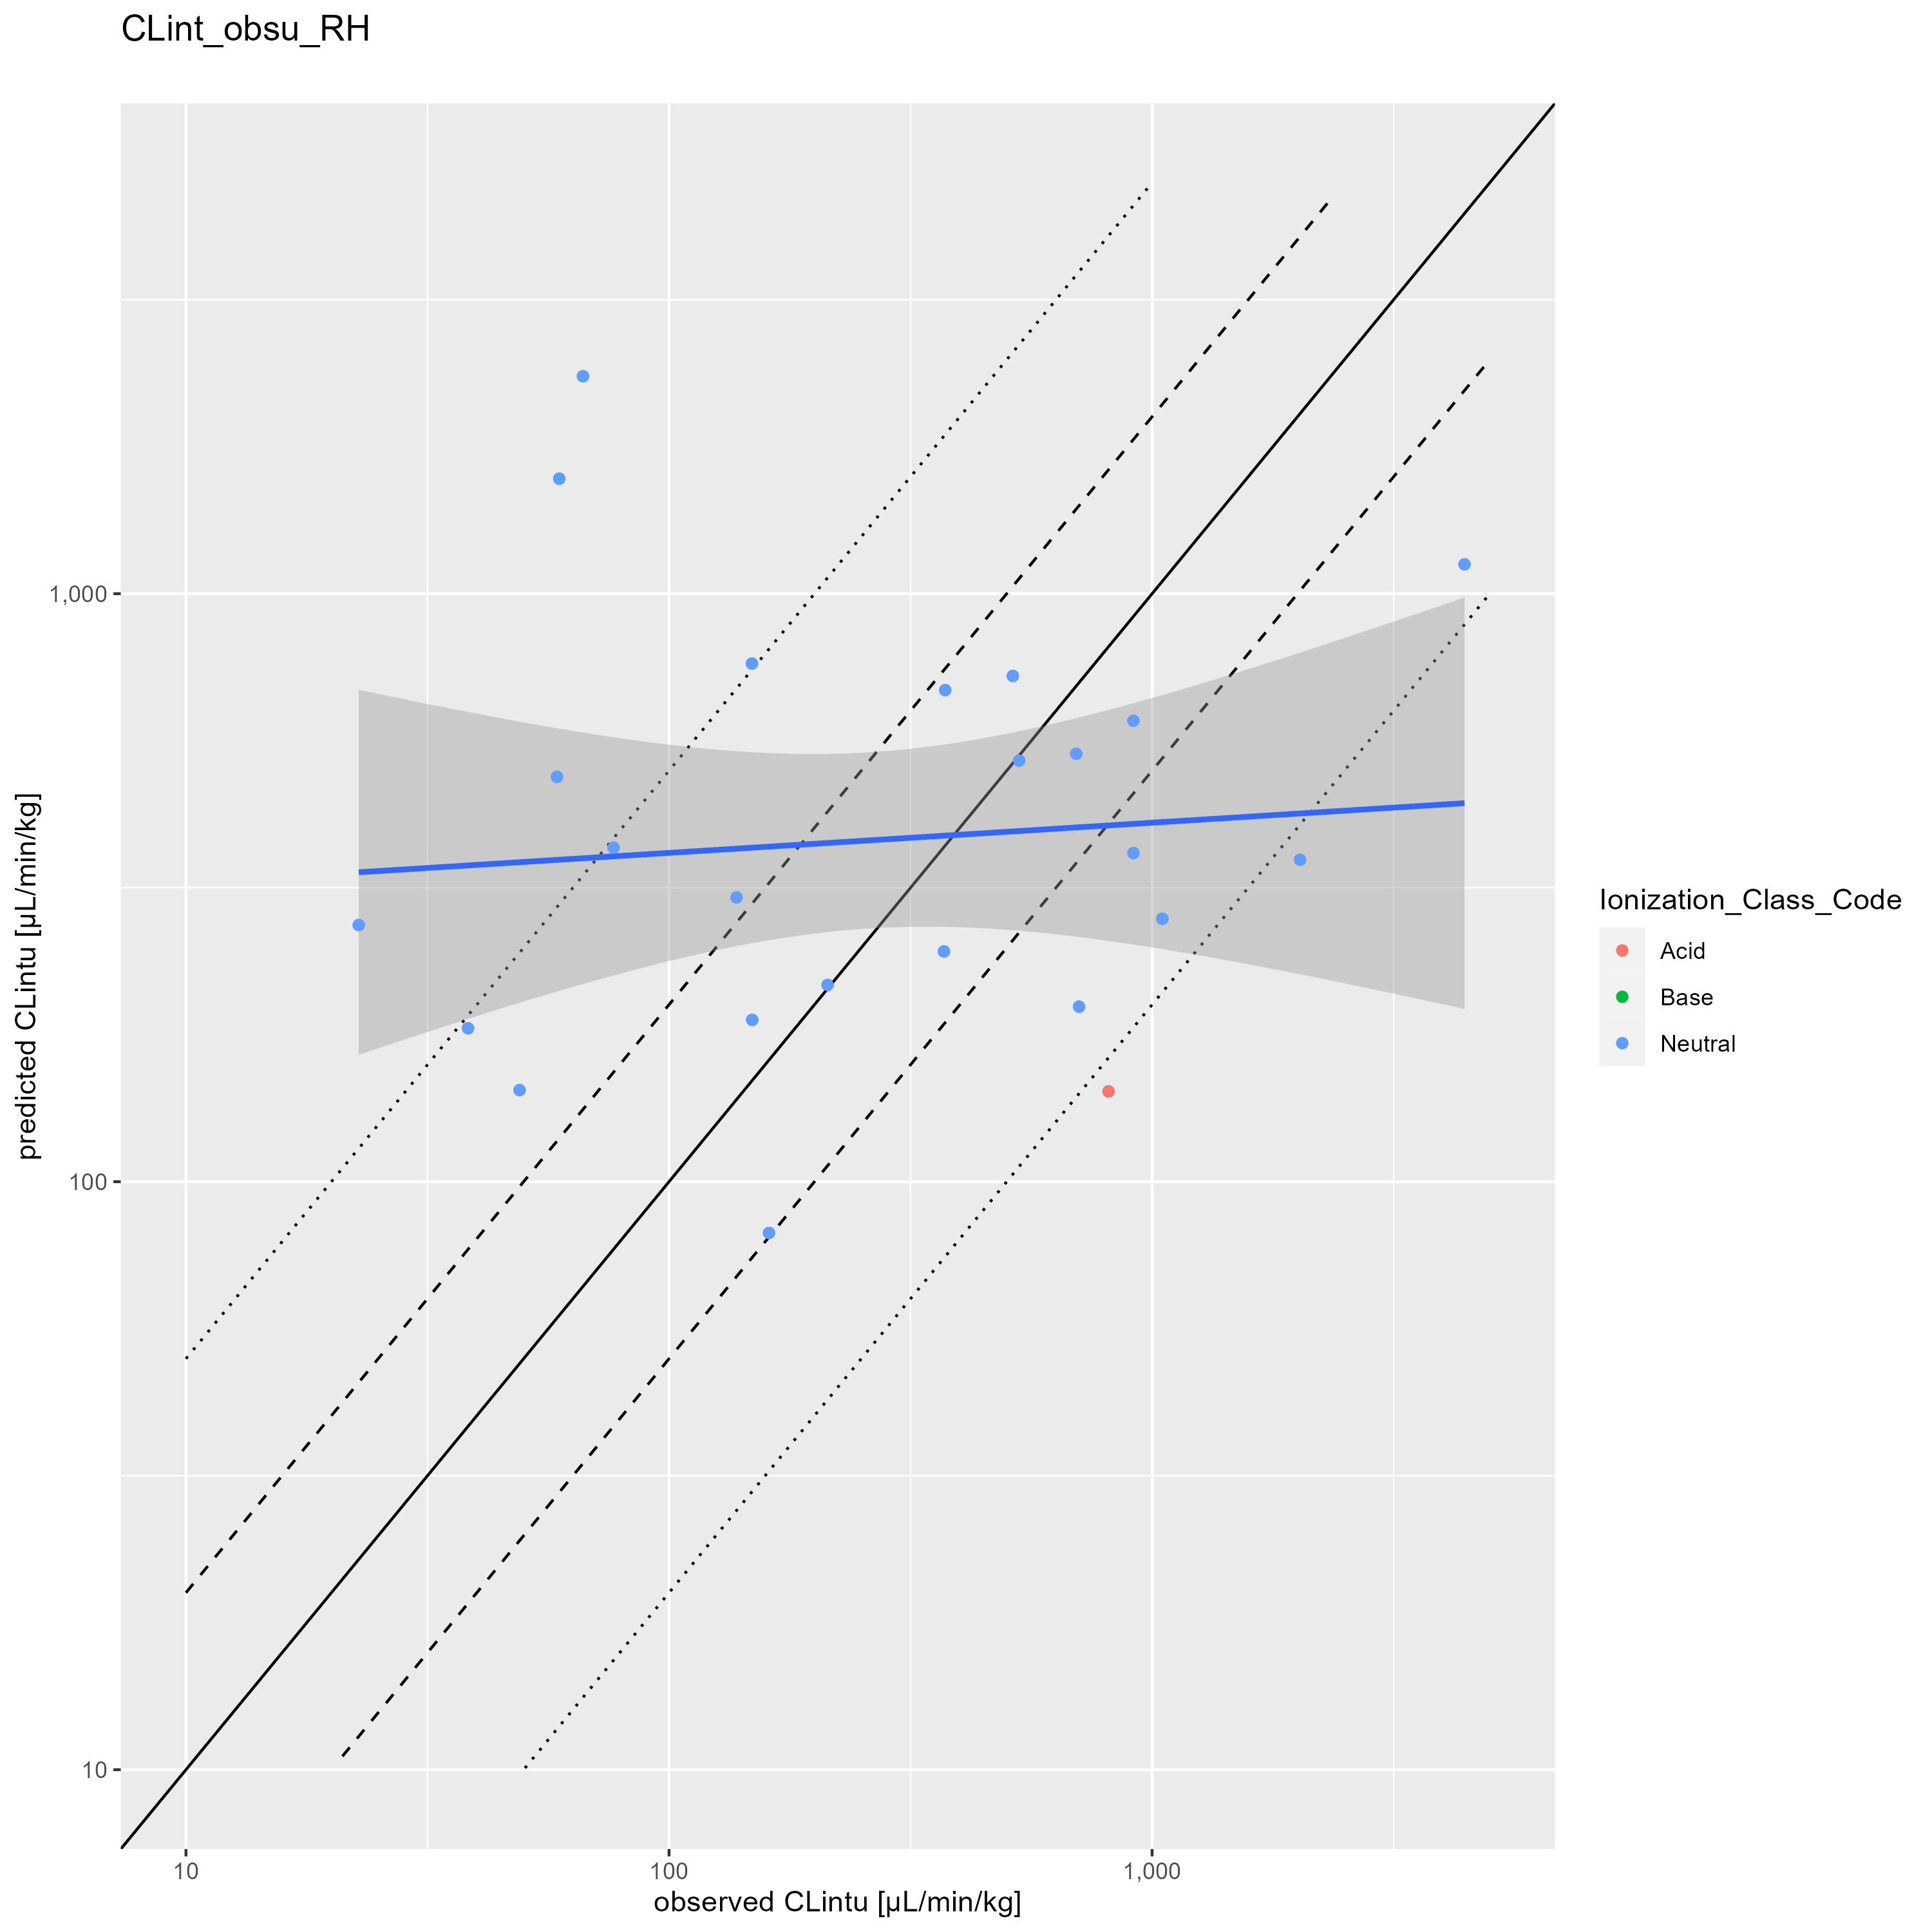 CLint_obsu_RH
predicted CLintu [µL/min/kg]
1,000
100
10
10
100
1,000
observed CLintu [µL/min/kg]
Ionization_Class_Code
Acid
Base
Neutral